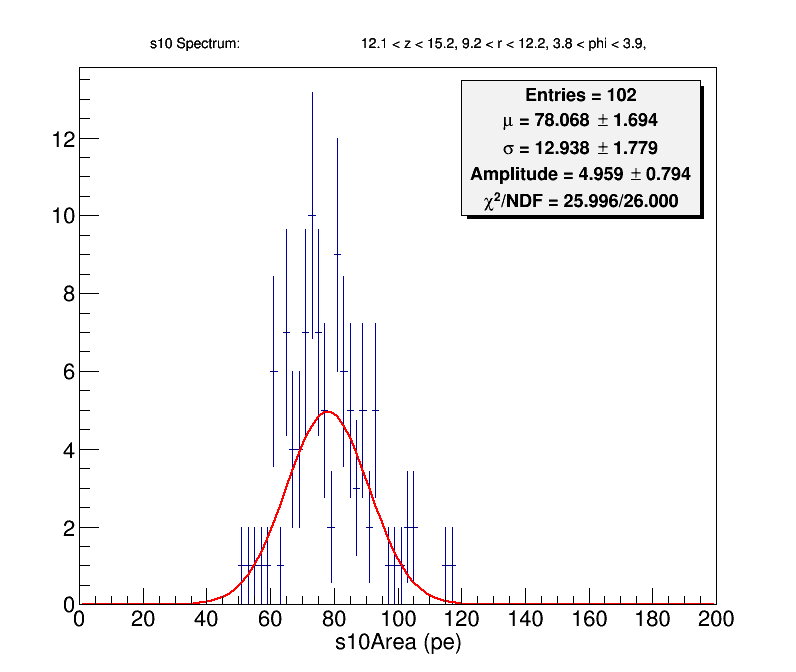 s10 Spectrum: 12.1 < z < 15.2, 9.2 < r < 12.2, 3.8 < phi < 3.9,
Entries = 102
μ = 78.068 ± 1.694
σ = 12.938 ± 1.779
Amplitude = 4.959 ± 0.794
χ²/NDF = 25.996/26.000
12
10
8
6
4
2
0
0 20 40 60 80 100 120 140 160 180 200
s10Area (pe)